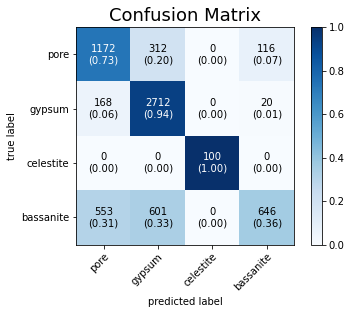 Confusion Matrix
1172 312 0 116
(0.73) (0.20) (0.00) (0.07)
168 2712 0 20
(0.06) (0.94) (0.00) (0.01)
0 0 100 0
(0.00) (0.00) (1.00) (0.00)
553 601 0 646
(0.31) (0.33) (0.00) (0.36)
pore
gypsum
celestite
bassanite
true label
pore
gypsum
celestite
bassanite
predicted label
1.0
0.8
0.6
0.4
0.2
0.0